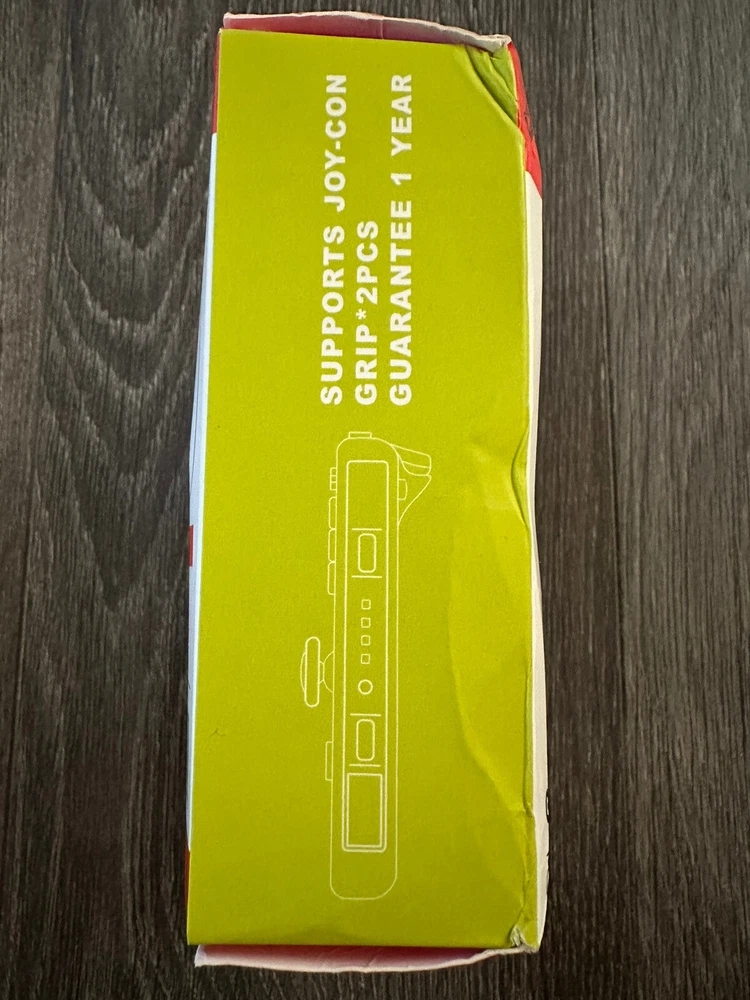 SUPPORTS JOY-CON
GRIP*2PCS
GUARANTEE 1 YEAR